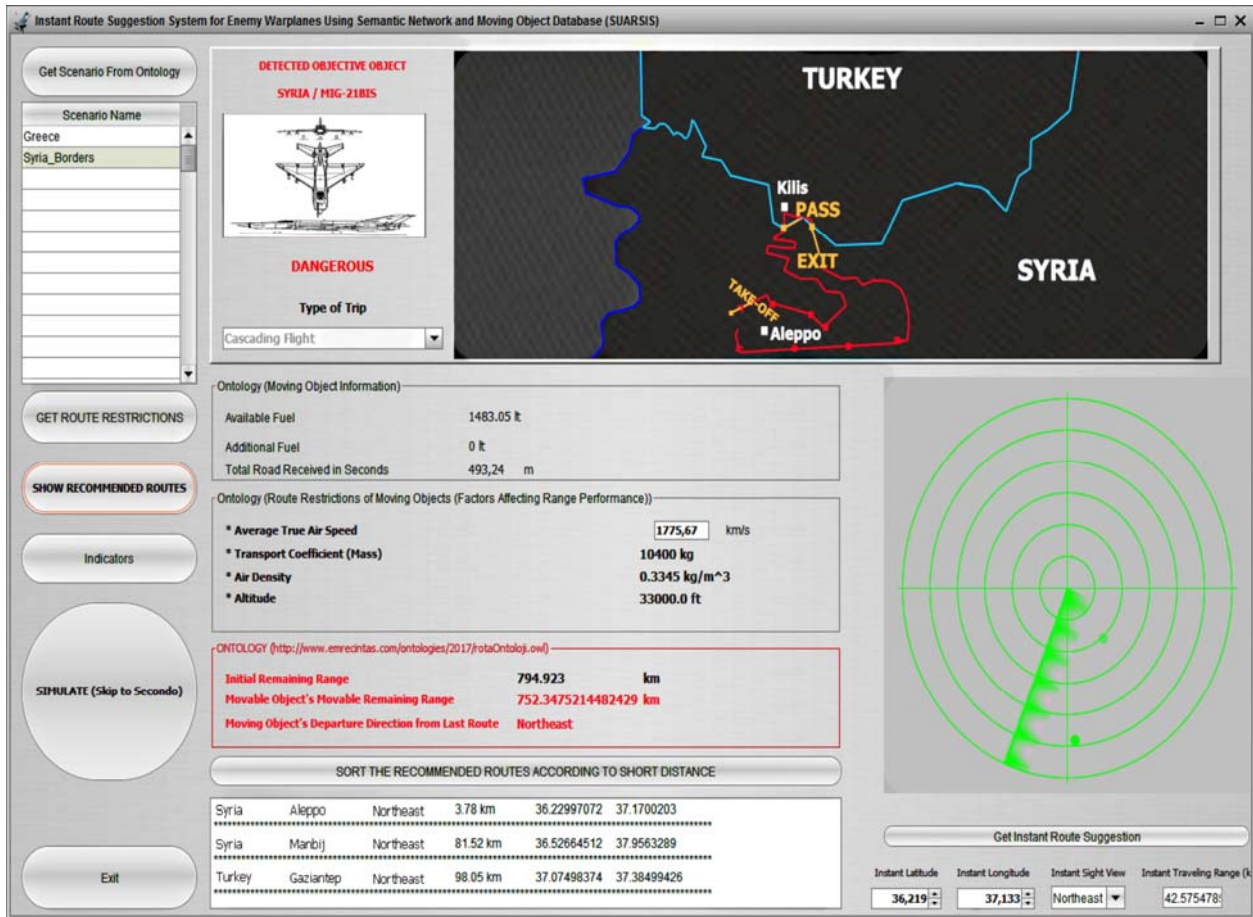 Instant Route Suggestion System for Enemy Warplanes Using Semantic Network and Moving Object Database (SUARSIS)
Get Scenario From Ontology
Scenario Name
Greece
Syria_Borders
GET ROUTE RESTRICTIONS
SHOW RECOMMENDED ROUTES
Indicators
SIMULATE (Skip to Secondo)
Exit
DETECTED OBJECTIVE OBJECT
SYRIA / MIG-21BIS
DANGEROUS
Type of Trip
Cascading Flight
TURKEY
Kilis
PASS
EXIT
SYRIA
TAKE-OFF
Aleppo
Ontology (Moving Object Information)
Available Fuel 1483.05 lt
Additional Fuel 0 lt
Total Road Received in Seconds 493,24 m
Ontology (Route Restrictions of Moving Objects (Factors Affecting Range Performance))
* Average True Air Speed 1775,67 km/s
* Transport Coefficient (Mass) 10400 kg
* Air Density 0.3345 kg/m^3
* Altitude 33000.0 ft
ONTOLOGY (http://www.emrecintas.com/ontologies/2017/rotaOntoloji.owl)
Initial Remaining Range 794.923 km
Movable Object's Movable Remaining Range 752.3475214482429 km
Moving Object's Departure Direction from Last Route Northeast
SORT THE RECOMMENDED ROUTES ACCORDING TO SHORT DISTANCE
Syria Aleppo Northeast 3.78 km 36.22997072 37.1700203
Syria Manbij Northeast 81.52 km 36.52664512 37.9563289
Turkey Gaziantep Northeast 98.05 km 37.07498374 37.38499426
Get Instant Route Suggestion
Instant Latitude Instant Longitude Instant Sight View Instant Traveling Range (k
36,219 37,133 Northeast 42.575478